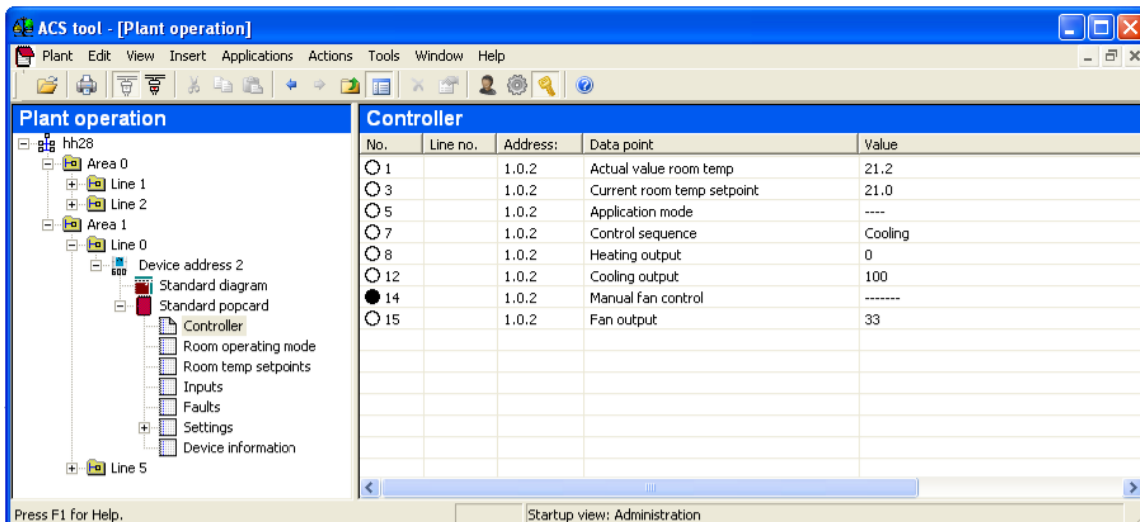 ACS tool - [Plant operation]
Plant Edit View Insert Applications Actions Tools Window Help
Plant operation
hh28
Area 0
Line 1
Line 2
Area 1
Line 0
Device address 2
Standard diagram
Standard popcard
Controller
Room operating mode
Room temp setpoints
Inputs
Faults
Settings
Device information
Line 5
Controller
No. Line no. Address: Data point Value
1 1.0.2 Actual value room temp 21.2
3 1.0.2 Current room temp setpoint 21.0
5 1.0.2 Application mode ----
7 1.0.2 Control sequence Cooling
8 1.0.2 Heating output 0
12 1.0.2 Cooling output 100
14 1.0.2 Manual fan control -------
15 1.0.2 Fan output 33
Press F1 for Help. Startup view: Administration